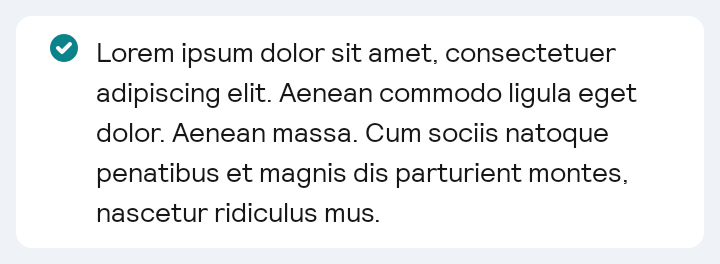 Lorem ipsum dolor sit amet, consectetuer
adipiscing elit. Aenean commodo ligula eget
dolor. Aenean massa. Cum sociis natoque
penatibus et magnis dis parturient montes,
nascetur ridiculus mus.